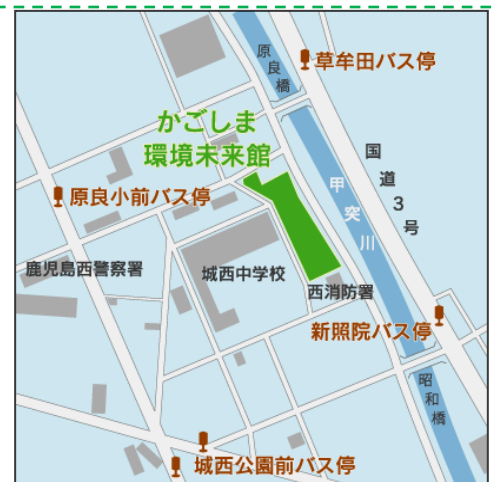 原良橋
草牟田バス停
かごしま
環境未来館
国道3号
甲突川
原良小前バス停
鹿児島西警察署
城西中学校
西消防署
新照院バス停
昭和橋
城西公園前バス停